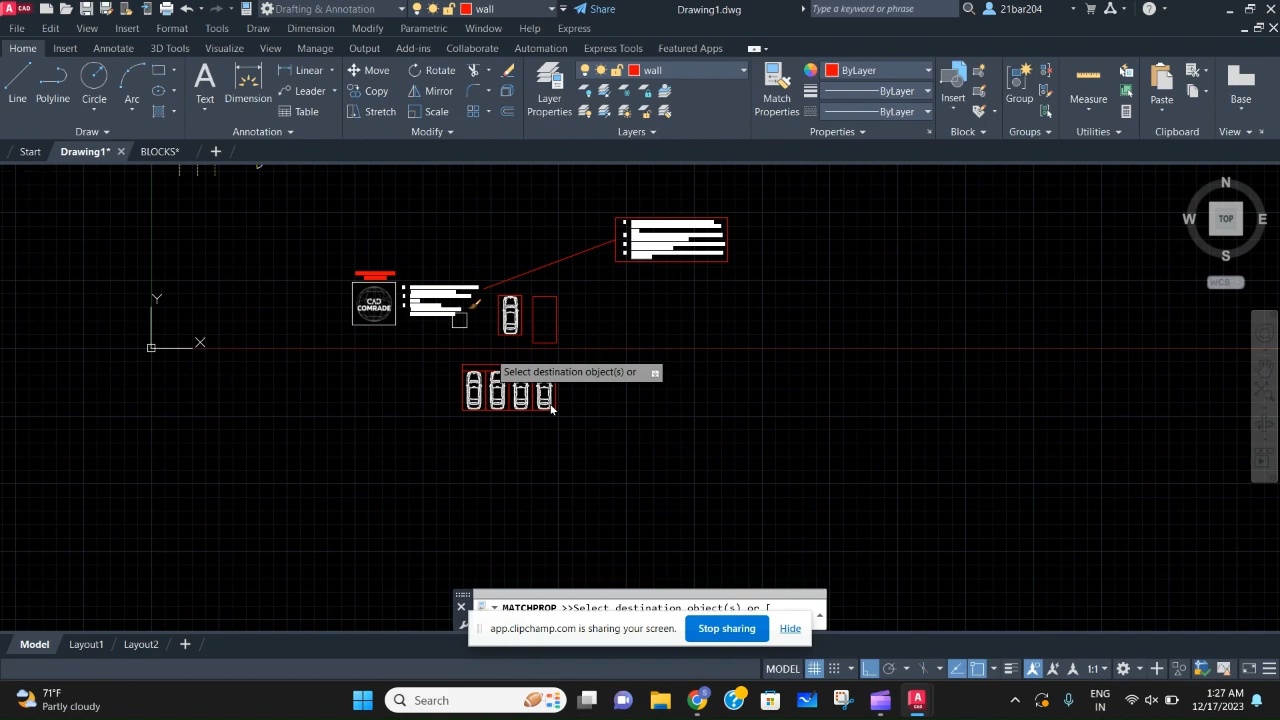 CAD
Drafting & Annotation
wall
Share
Drawing1.dwg
Type a keyword or phrase
21bar204
File Edit View Insert Format Tools Draw Dimension Modify Parametric Window Help Express
Home Insert Annotate 3D Tools Visualize View Manage Output Add-ins Collaborate Automation Express Tools Featured Apps
Line Polyline Circle Arc
Text Dimension
Linear
Leader
Table
Move Rotate
Copy Mirror
Stretch Scale
Layer
Properties
wall
Match
Properties
ByLayer
ByLayer
ByLayer
Insert
Group
Measure
Paste
Base
Draw Annotation Modify Layers Properties Block Groups Utilities Clipboard View
Start Drawing1* BLOCKS*
N
W TOP E
S
WCS
CAD
COMRADE
Y
X
Select destination object(s) or
MATCHPROP >>Select destination object(s) or [
app.clipchamp.com is sharing your screen. Stop sharing Hide
Model Layout1 Layout2
MODEL
1:1
71°F
Partly cloudy
Search
ENG
IN
1:27 AM
12/17/2023